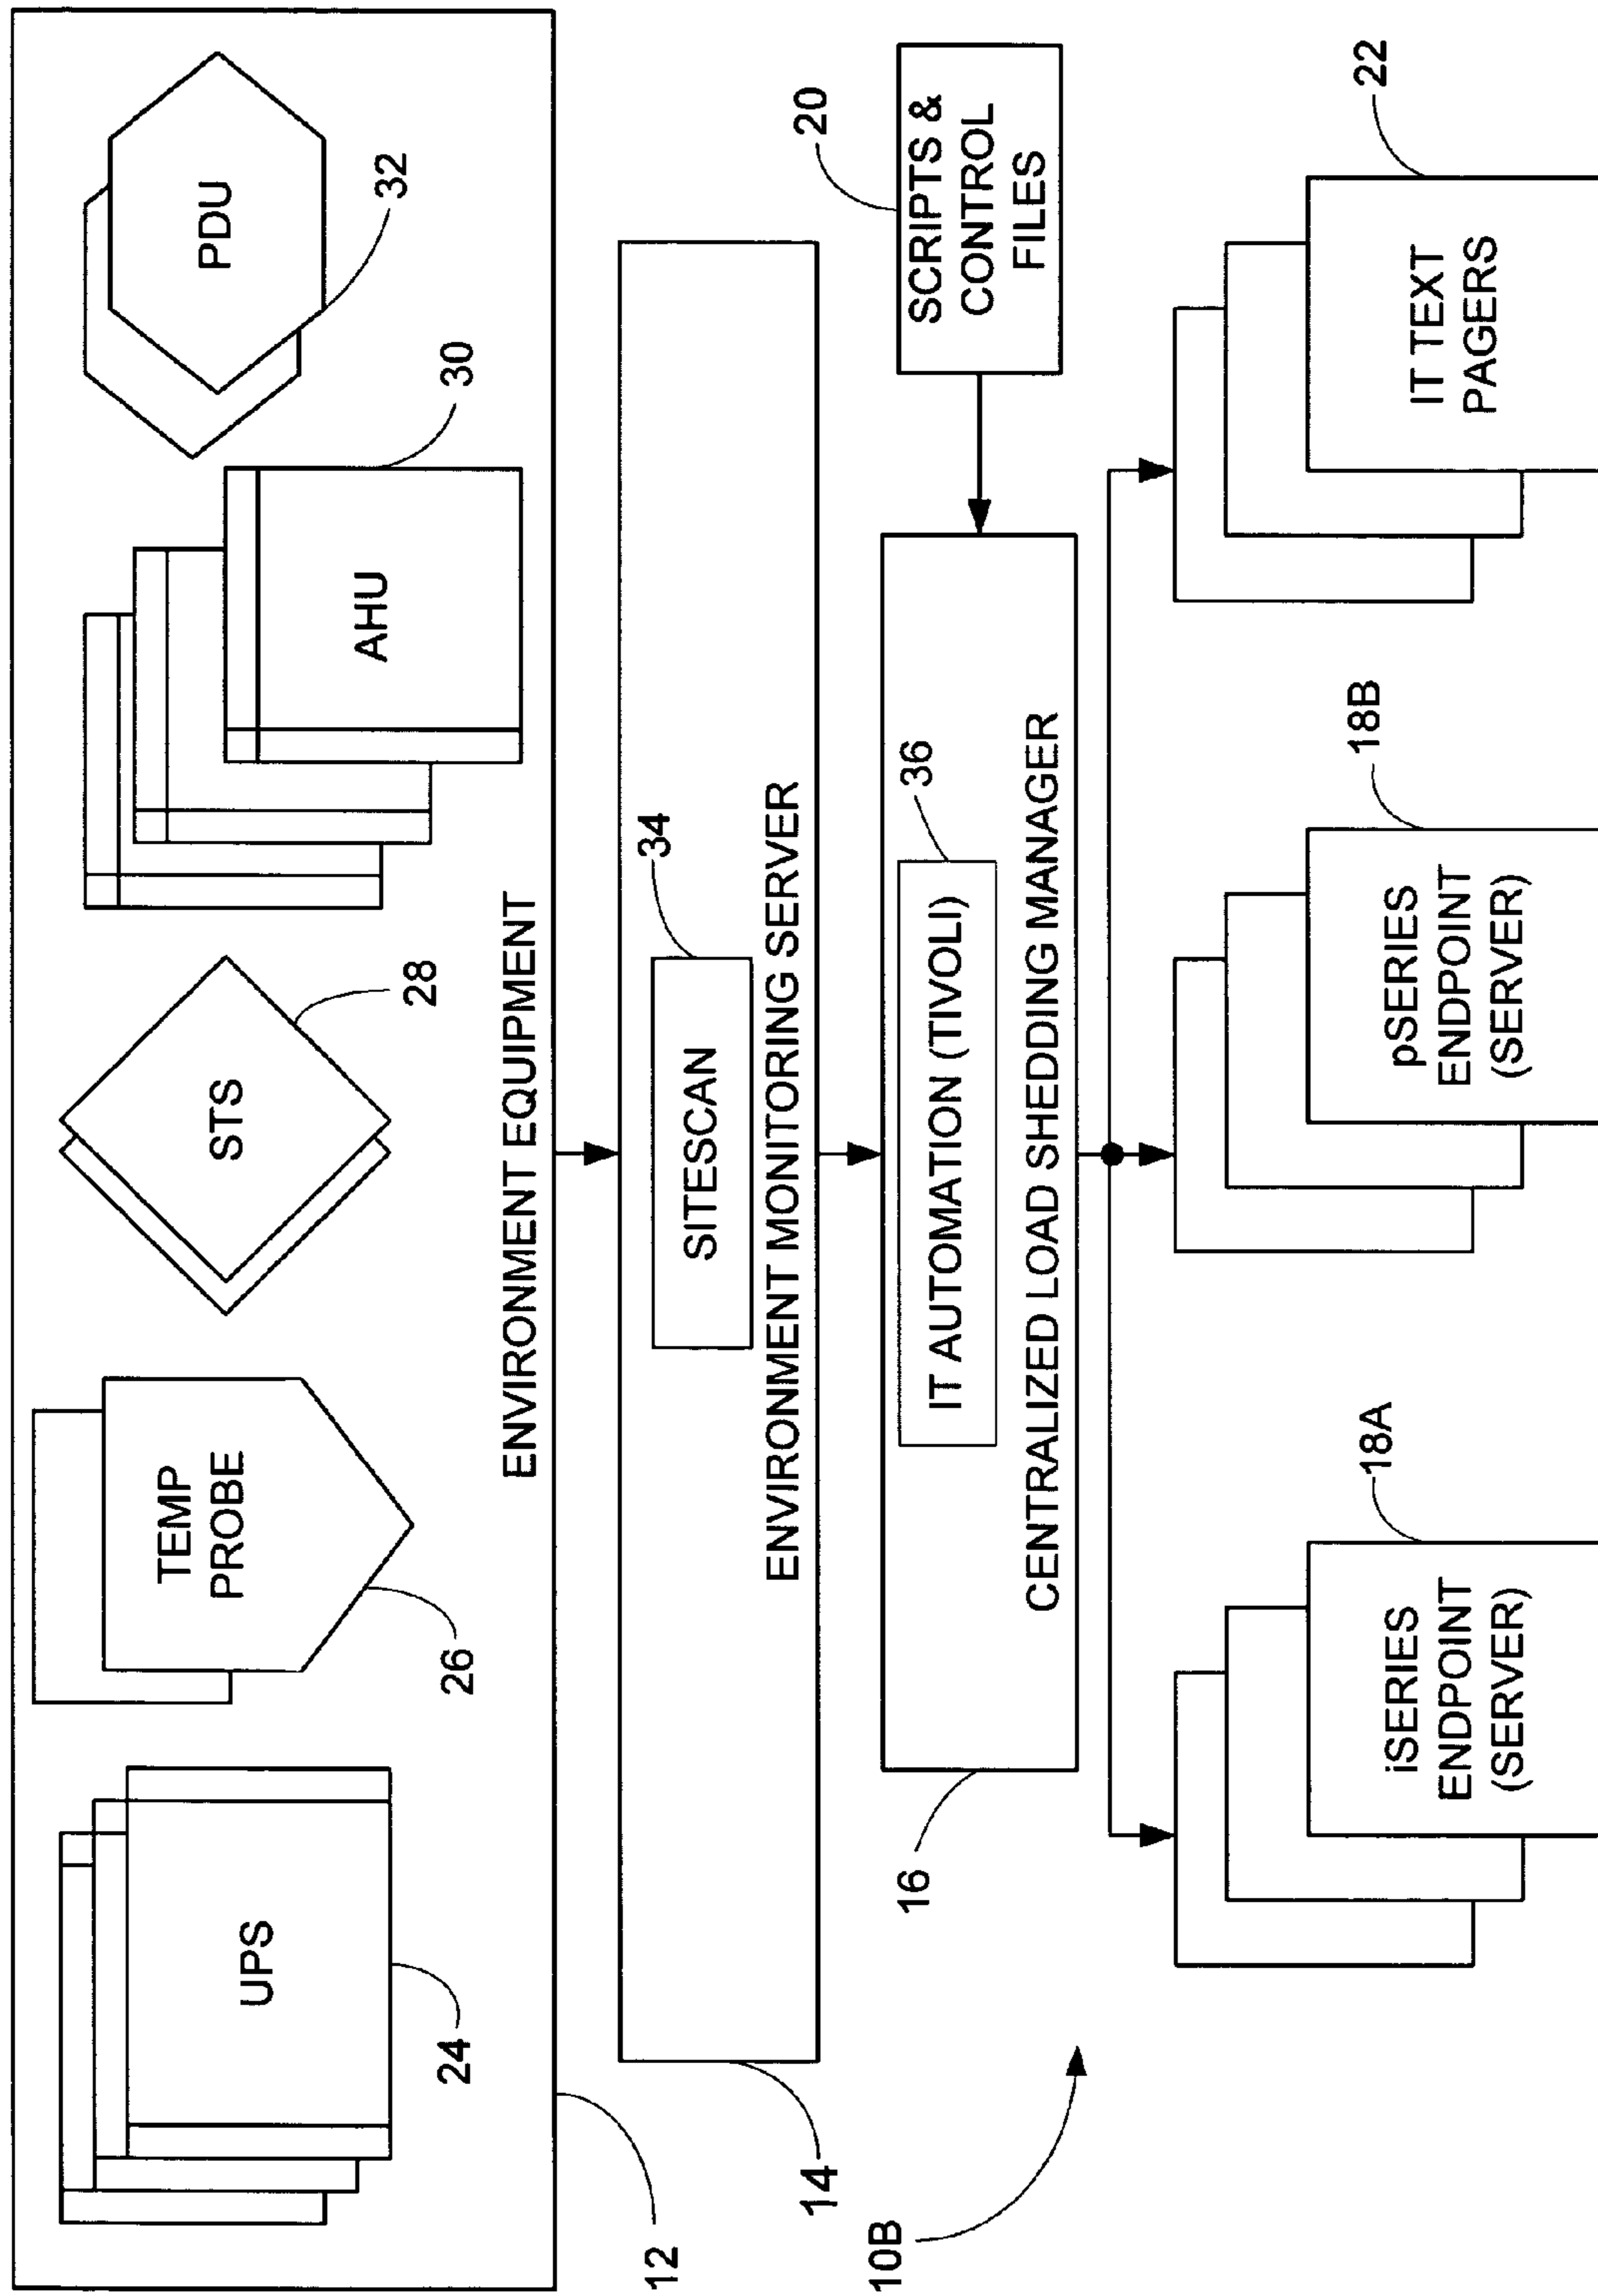 UPS
24
TEMP
PROBE
26
STS
28
AHU
30
PDU
32
ENVIRONMENT EQUIPMENT
12
SITESCAN
34
ENVIRONMENT MONITORING SERVER
14
IT AUTOMATION (TIVOLI)
36
CENTRALIZED LOAD SHEDDING MANAGER
16
SCRIPTS &
CONTROL
FILES
20
10B
iSERIES
ENDPOINT
(SERVER)
18A
pSERIES
ENDPOINT
(SERVER)
18B
IT TEXT
PAGERS
22